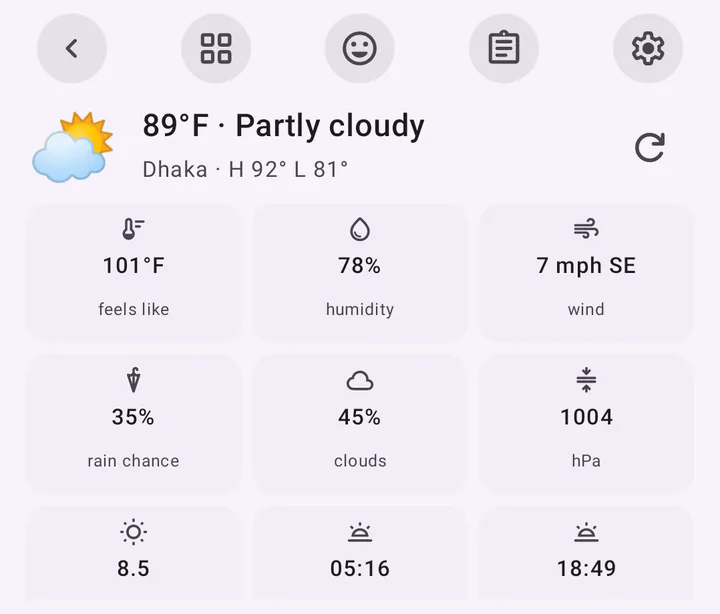 89°F · Partly cloudy
Dhaka · H 92° L 81°
101°F
feels like
78%
humidity
7 mph SE
wind
35%
rain chance
45%
clouds
1004
hPa
8.5
05:16
18:49